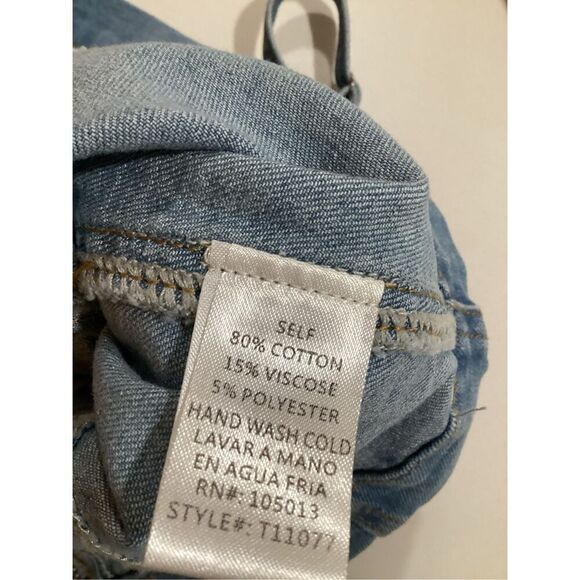 SELF
80% COTTON
15% VISCOSE
5% POLYESTER
HAND WASH COLD
LAVAR A MANO
EN AGUA FRIA
RN#: 105013
STYLE#: T11077